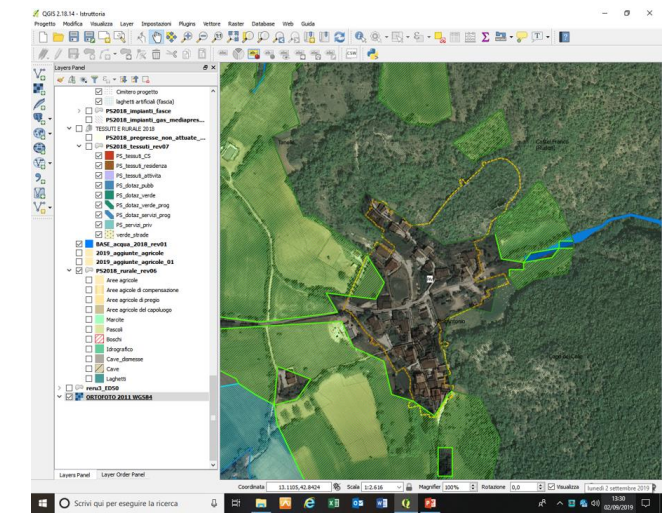 QGIS 2.18.14 - Istruttoria
Progetto Modifica Visualizza Layer Impostazioni Plugins Vettore Raster Database Web Guida
CSW
Layers Panel
Cimitero progetto
laghetti artificiali (fascia)
PS2018_impianti_fasce
PS2018_impianti_gas_mediapres...
TESSUTI E RURALE 2018
PS2018_pregresse_non_attuate_...
PS2018_tessuti_rev07
PS_tessuti_CS
PS_tessuti_residenza
PS_tessuti_attivita
PS_dotaz_pubb
PS_dotaz_verde
PS_dotaz_verde_prog
PS_dotaz_servizi_prog
PS_servizi_priv
verde_strade
BASE_acqua_2018_rev01
2019_aggiunte_agricole
2019_aggiunte_agricole_01
PS2018_rurale_rev06
Aree agricole
Aree agicole di compensazione
Aree agricole di pregio
Aree agricole del capoluogo
Marcite
Pascoli
Boschi
Idrografico
Cave_dismesse
Cave
Laghetti
ORTOFOTO 2011 WGS84
Layers Panel Layer Order Panel
Coordinata 13.1105,42.8424 Scala 1:2.616 Magnifier 100% Rotazione 0,0 Visualizza
lunedì 2 settembre 2019
Scrivi qui per eseguire la ricerca
13:30
02/09/2019